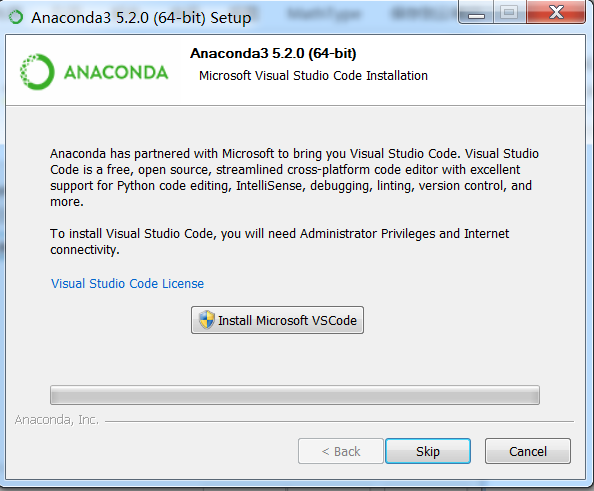 MathType
Anaconda3 5.2.0 (64-bit) Setup
ANACONDA
Anaconda3 5.2.0 (64-bit)
Microsoft Visual Studio Code Installation
Anaconda has partnered with Microsoft to bring you Visual Studio Code. Visual Studio
Code is a free, open source, streamlined cross-platform code editor with excellent
support for Python code editing, IntelliSense, debugging, linting, version control, and
more.
To install Visual Studio Code, you will need Administrator Privileges and Internet
connectivity.
Visual Studio Code License
Install Microsoft VSCode
Anaconda, Inc.
< Back
Skip
Cancel